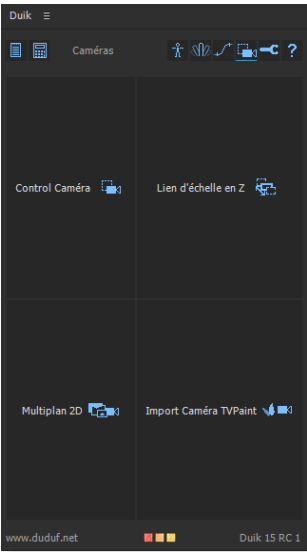 Duik
Caméras ?
Control Caméra
Lien d'échelle en Z
Multiplan 2D
Import Caméra TVPaint
www.duduf.net
Duik 15 RC 1